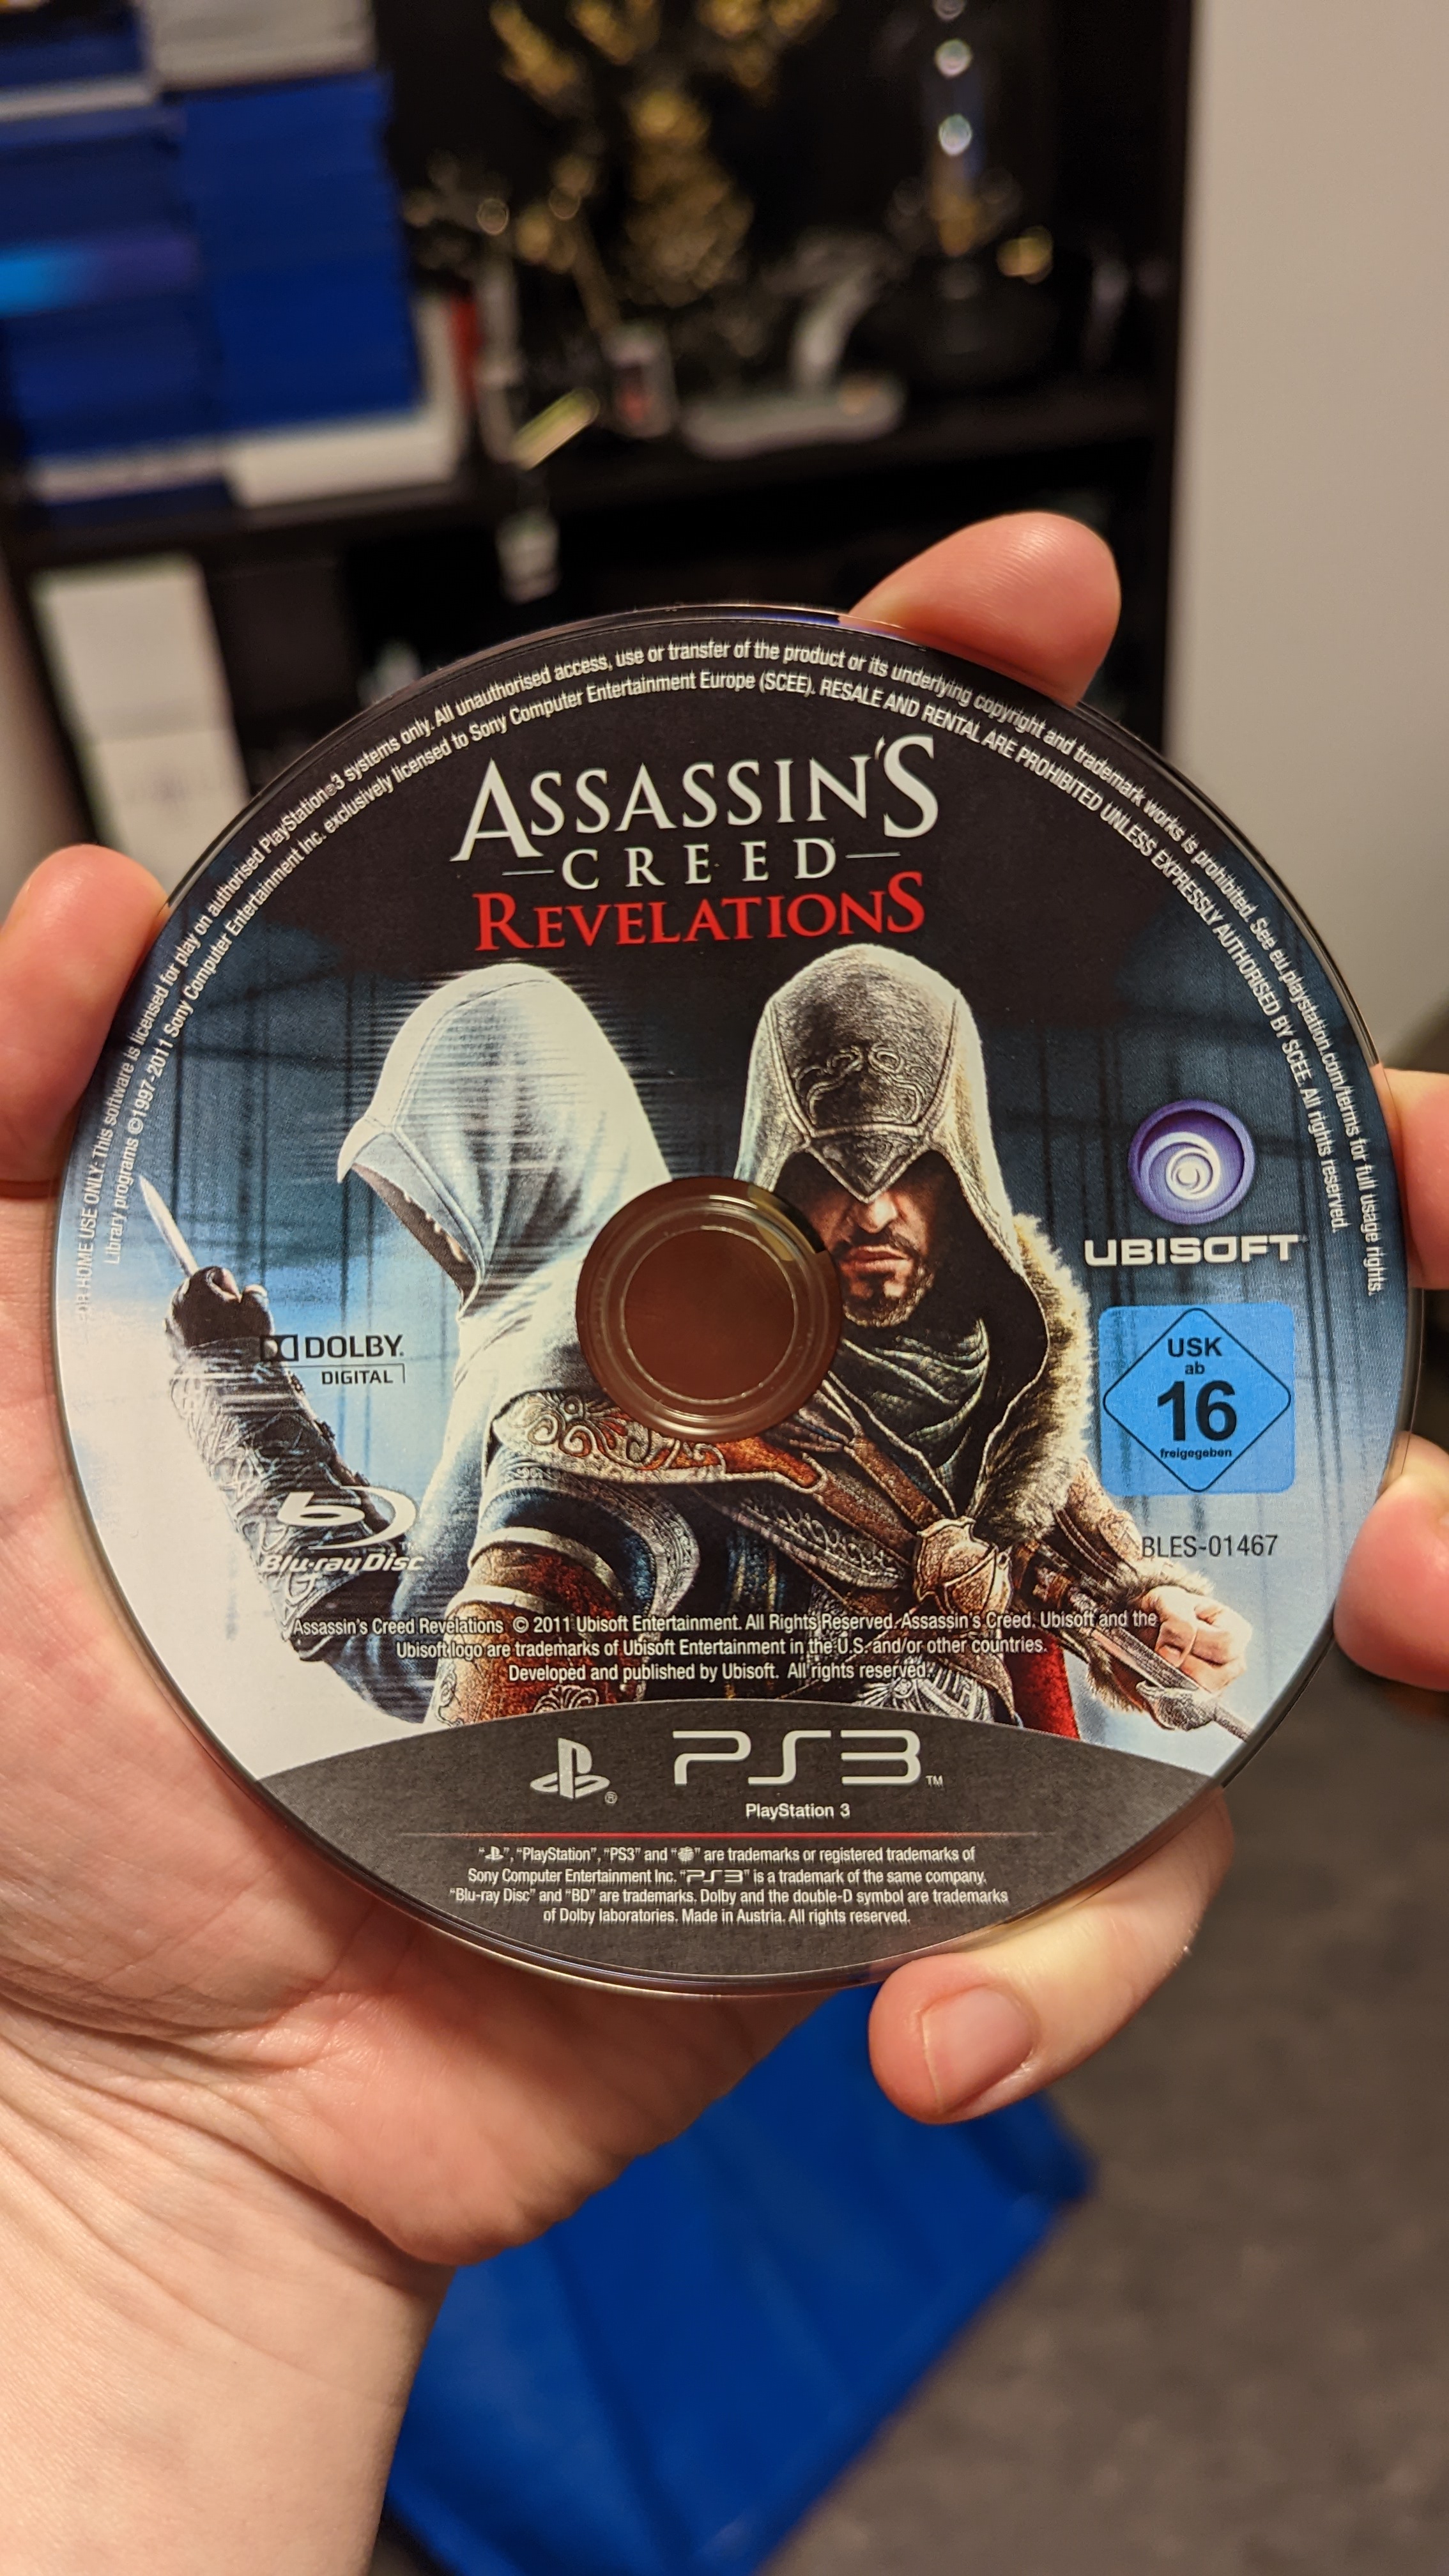 FOR HOME USE ONLY: This software is licensed for play on authorised PlayStation®3 systems only. All unauthorised access, use or transfer of the product or its underlying copyright and trademark works is prohibited. See eu.playstation.com/terms for full usage rights.
Library programs ©1997-2011 Sony Computer Entertainment Inc. exclusively licensed to Sony Computer Entertainment Europe (SCEE). RESALE AND RENTAL ARE PROHIBITED UNLESS EXPRESSLY AUTHORISED BY SCEE. All rights reserved.
ASSASSIN'S
CREED
REVELATIONS
UBISOFT
DOLBY
DIGITAL
USK
ab
16
freigegeben
Blu-ray Disc
BLES-01467
Assassin's Creed Revelations © 2011 Ubisoft Entertainment. All Rights Reserved. Assassin's Creed, Ubisoft and the
Ubisoft logo are trademarks of Ubisoft Entertainment in the U.S. and/or other countries.
Developed and published by Ubisoft. All rights reserved.
® PS3™
PlayStation 3
“”, “PlayStation”, “PS3” and “” are trademarks or registered trademarks of
Sony Computer Entertainment Inc. “PS3” is a trademark of the same company.
“Blu-ray Disc” and “BD” are trademarks. Dolby and the double-D symbol are trademarks
of Dolby laboratories. Made in Austria. All rights reserved.